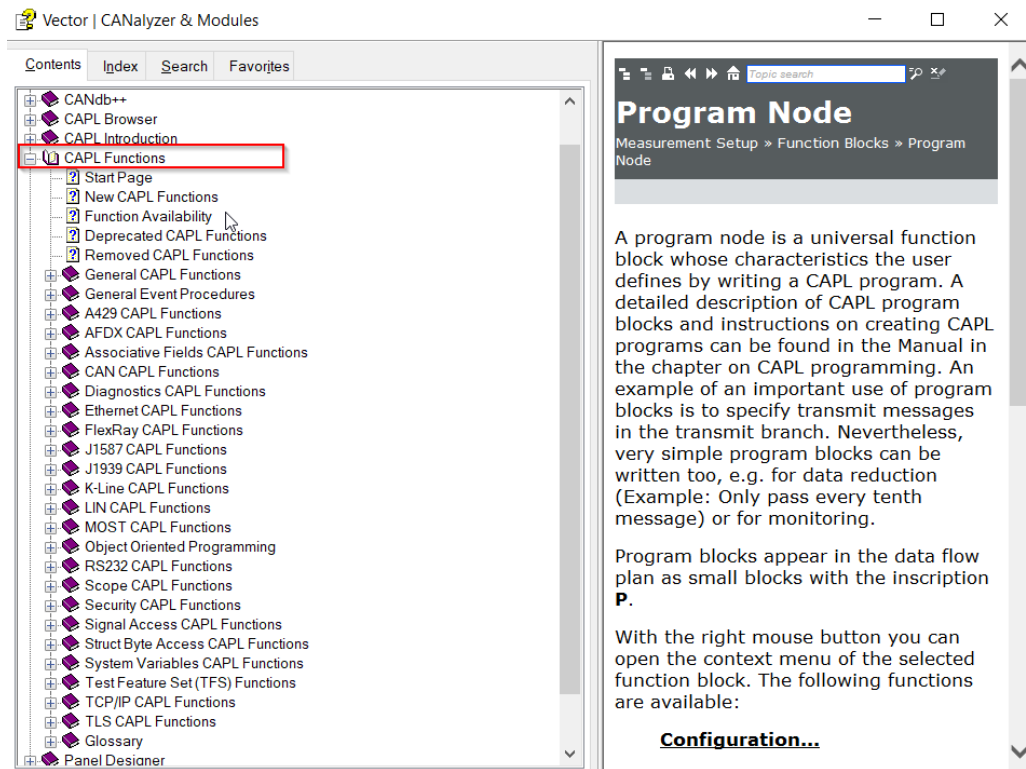 Vector | CANalyzer & Modules
Contents
Index
Search
Favorites
CANdb++
CAPL Browser
CAPL Introduction
CAPL Functions
Start Page
New CAPL Functions
Function Availability
Deprecated CAPL Functions
Removed CAPL Functions
General CAPL Functions
General Event Procedures
A429 CAPL Functions
AFDX CAPL Functions
Associative Fields CAPL Functions
CAN CAPL Functions
Diagnostics CAPL Functions
Ethernet CAPL Functions
FlexRay CAPL Functions
J1587 CAPL Functions
J1939 CAPL Functions
K-Line CAPL Functions
LIN CAPL Functions
MOST CAPL Functions
Object Oriented Programming
RS232 CAPL Functions
Scope CAPL Functions
Security CAPL Functions
Signal Access CAPL Functions
Struct Byte Access CAPL Functions
System Variables CAPL Functions
Test Feature Set (TFS) Functions
TCP/IP CAPL Functions
TLS CAPL Functions
Glossary
Panel Designer
Topic search
Program Node
Measurement Setup » Function Blocks » Program
Node
A program node is a universal function
block whose characteristics the user
defines by writing a CAPL program. A
detailed description of CAPL program
blocks and instructions on creating CAPL
programs can be found in the Manual in
the chapter on CAPL programming. An
example of an important use of program
blocks is to specify transmit messages
in the transmit branch. Nevertheless,
very simple program blocks can be
written too, e.g. for data reduction
(Example: Only pass every tenth
message) or for monitoring.
Program blocks appear in the data flow
plan as small blocks with the inscription
P.
With the right mouse button you can
open the context menu of the selected
function block. The following functions
are available:
Configuration...